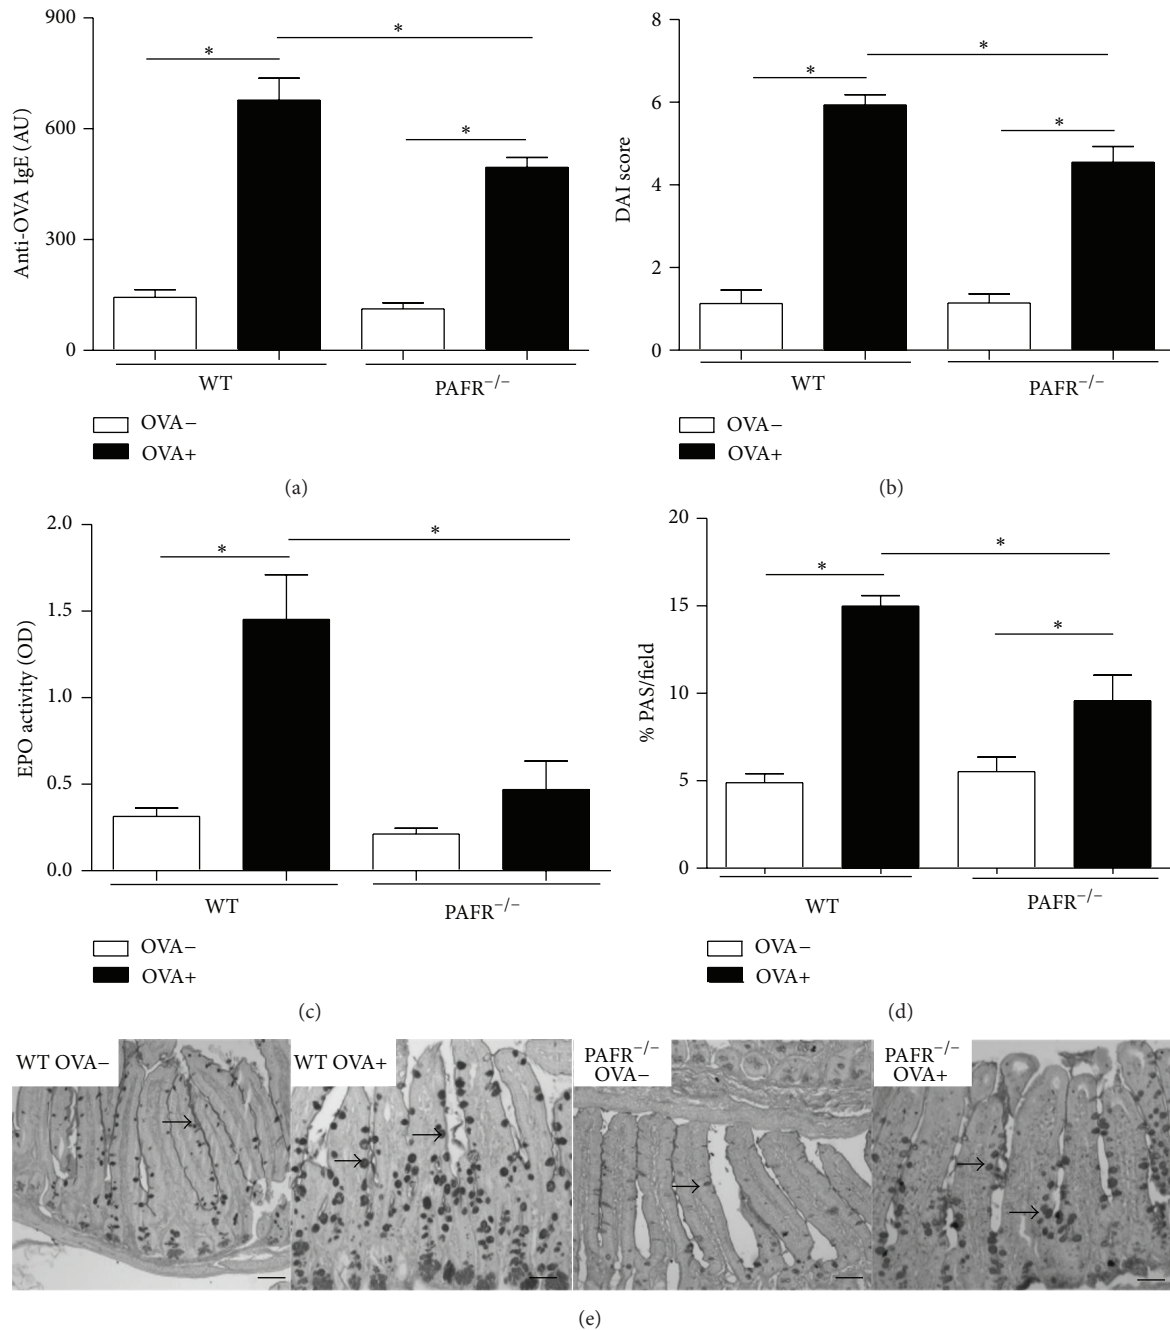 900
600
300
0
Anti-OVA IgE (AU)
*
*
*
WT
PAFR−/−
OVA−
OVA+
(a)
8
6
4
2
0
DAI score
*
*
*
WT
PAFR−/−
OVA−
OVA+
(b)
2.0
1.5
1.0
0.5
0.0
EPO activity (OD)
*
*
WT
PAFR−/−
OVA−
OVA+
(c)
20
15
10
5
0
% PAS/field
*
*
*
WT
PAFR−/−
OVA−
OVA+
(d)
WT OVA−
WT OVA+
PAFR−/−
OVA−
PAFR−/−
OVA+
(e)